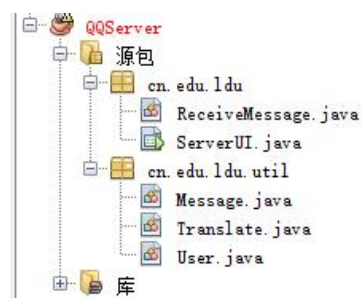 QQServer
源包
cn.edu.ldu
ReceiveMessage.java
ServerUI.java
cn.edu.ldu.util
Message.java
Translate.java
User.java
库